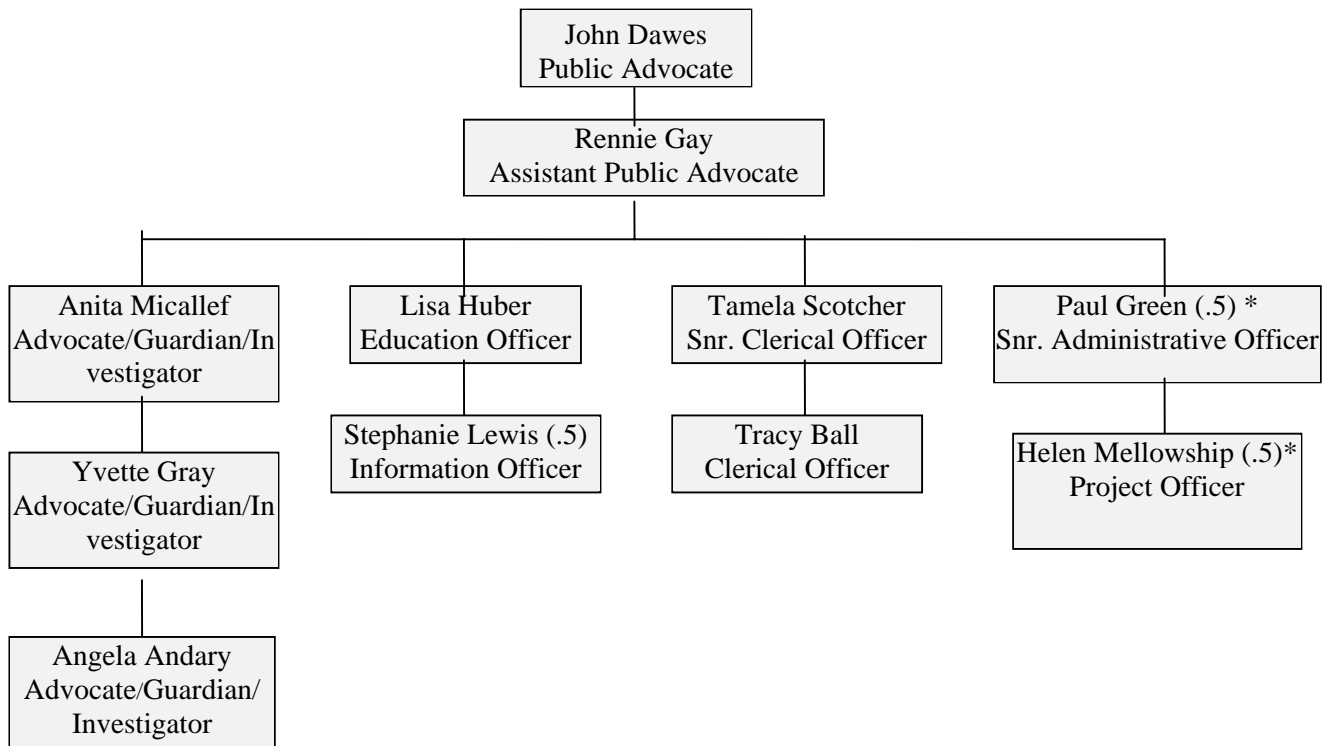 John Dawes
Public Advocate
Rennie Gay
Assistant Public Advocate
Anita Micallef
Advocate/Guardian/In
vestigator
Lisa Huber
Education Officer
Tamela Scotcher
Snr. Clerical Officer
Paul Green (.5) *
Snr. Administrative Officer
Stephanie Lewis (.5)
Information Officer
Tracy Ball
Clerical Officer
Helen Mellowship (.5)*
Project Officer
Yvette Gray
Advocate/Guardian/In
vestigator
Angela Andary
Advocate/Guardian/
Investigator